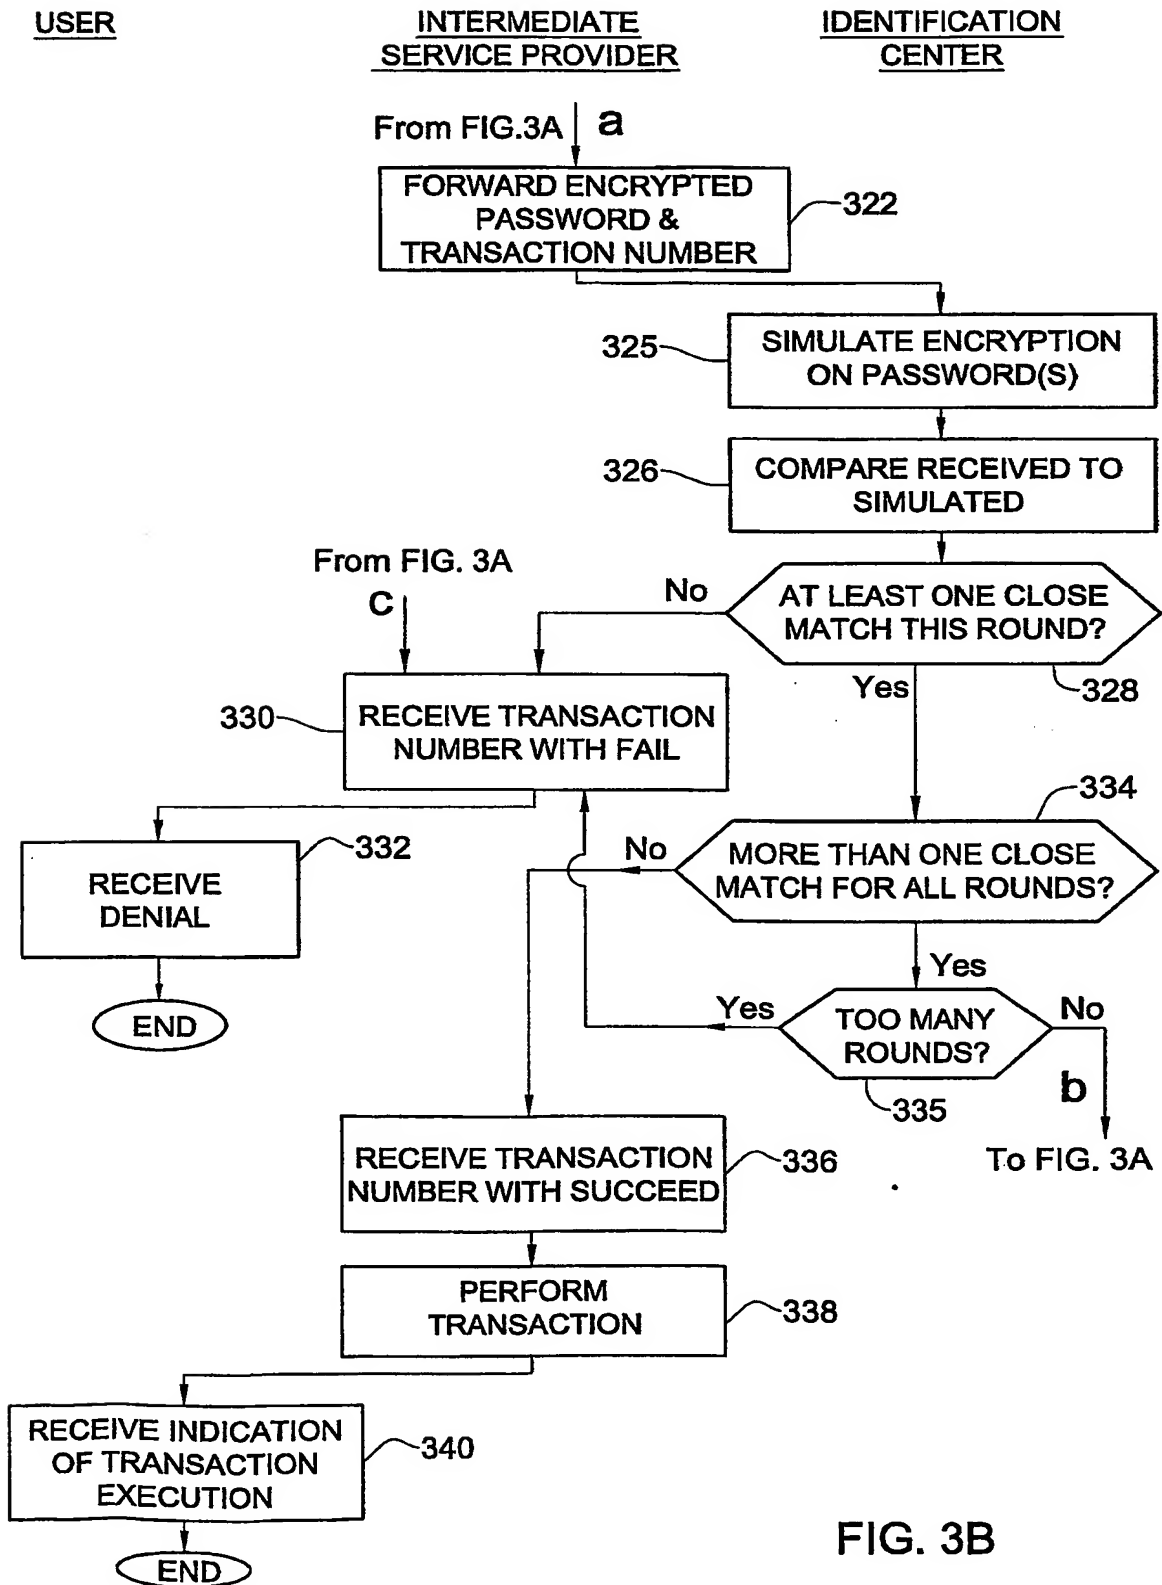 USER
INTERMEDIATE
SERVICE PROVIDER
IDENTIFICATION
CENTER
From FIG.3A
a
FORWARD ENCRYPTED
PASSWORD &
TRANSACTION NUMBER
322
325
SIMULATE ENCRYPTION
ON PASSWORD(S)
326
COMPARE RECEIVED TO
SIMULATED
From FIG. 3A
c
No
AT LEAST ONE CLOSE
MATCH THIS ROUND?
328
Yes
330
RECEIVE TRANSACTION
NUMBER WITH FAIL
334
332
RECEIVE
DENIAL
END
No
MORE THAN ONE CLOSE
MATCH FOR ALL ROUNDS?
Yes
Yes
TOO MANY
ROUNDS?
No
335
b
To FIG. 3A
RECEIVE TRANSACTION
NUMBER WITH SUCCEED
336
PERFORM
TRANSACTION
338
RECEIVE INDICATION
OF TRANSACTION
EXECUTION
340
END
FIG. 3B